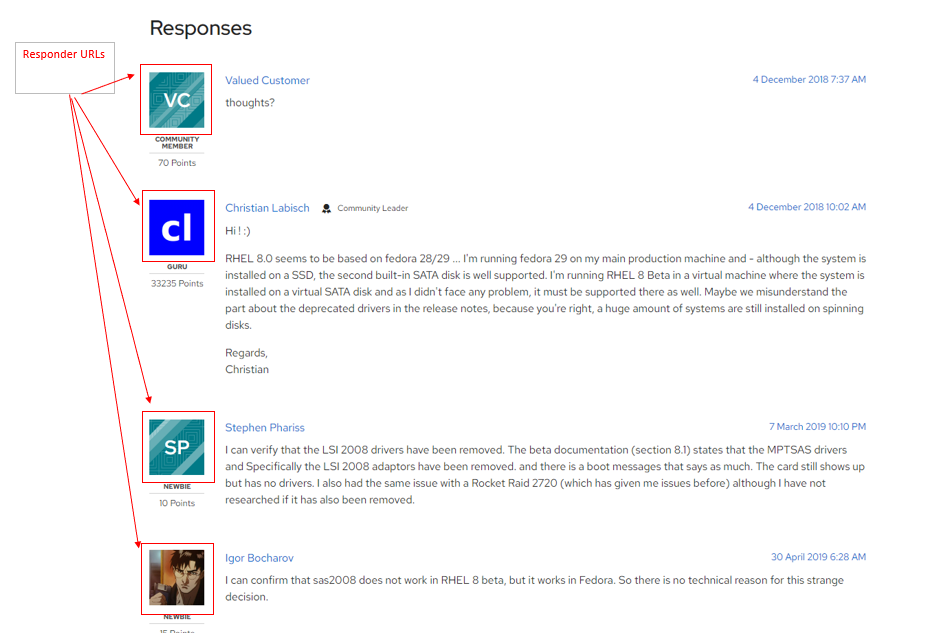 Responses
Responder URLs
VC
COMMUNITY
MEMBER
70 Points
Valued Customer
4 December 2018 7:37 AM
thoughts?
cl
GURU
33235 Points
Christian Labisch
Community Leader
4 December 2018 10:02 AM
Hi ! :)
RHEL 8.0 seems to be based on fedora 28/29 ... I'm running fedora 29 on my main production machine and - although the system is
installed on a SSD, the second built-in SATA disk is well supported. I'm running RHEL 8 Beta in a virtual machine where the system is
installed on a virtual SATA disk and as I didn't face any problem, it must be supported there as well. Maybe we misunderstand the
part about the deprecated drivers in the release notes, because you're right, a huge amount of systems are still installed on spinning
disks.
Regards,
Christian
SP
NEWBIE
10 Points
Stephen Phariss
7 March 2019 10:10 PM
I can verify that the LSI 2008 drivers have been removed. The beta documentation (section 8.1) states that the MPTSAS drivers
and Specifically the LSI 2008 adaptors have been removed. and there is a boot messages that says as much. The card still shows up
but has no drivers. I also had the same issue with a Rocket Raid 2720 (which has given me issues before) although I have not
researched if it has also been removed.
NEWBIE
15 Points
Igor Bocharov
30 April 2019 6:28 AM
I can confirm that sas2008 does not work in RHEL 8 beta, but it works in Fedora. So there is no technical reason for this strange
decision.